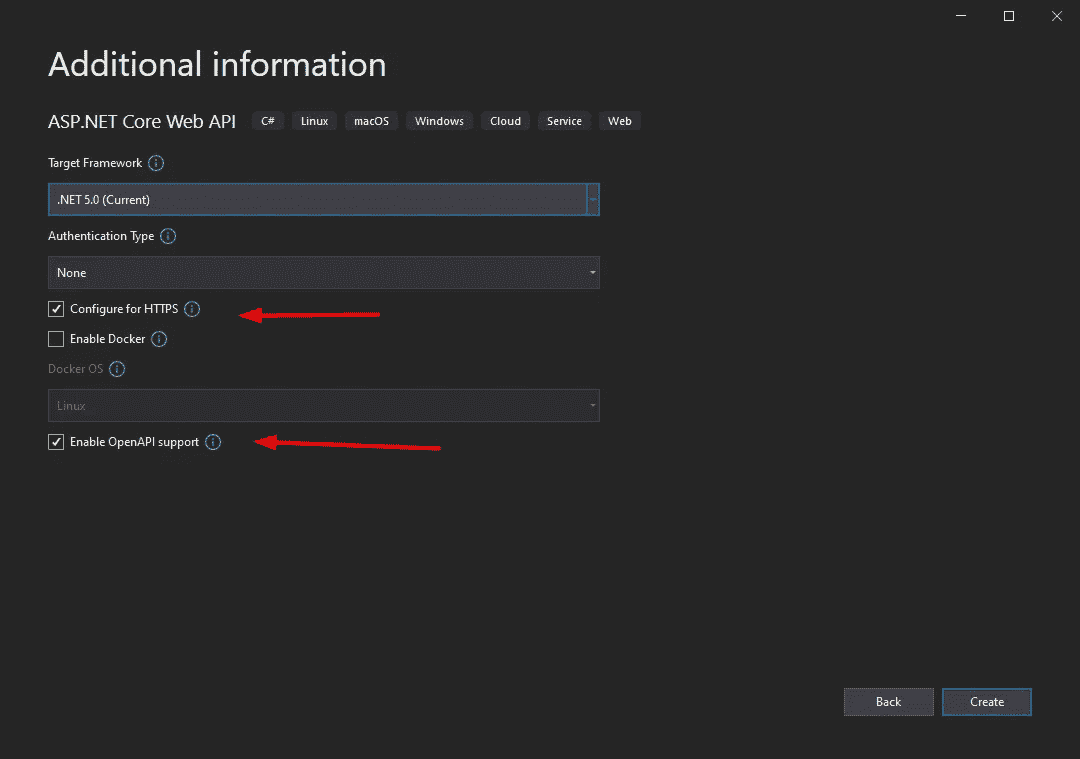 Additional information
ASP.NET Core Web API C# Linux macOS Windows Cloud Service Web
Target Framework
.NET 5.0 (Current)
Authentication Type
None
Configure for HTTPS
Enable Docker
Docker OS
Linux
Enable OpenAPI support
Back Create